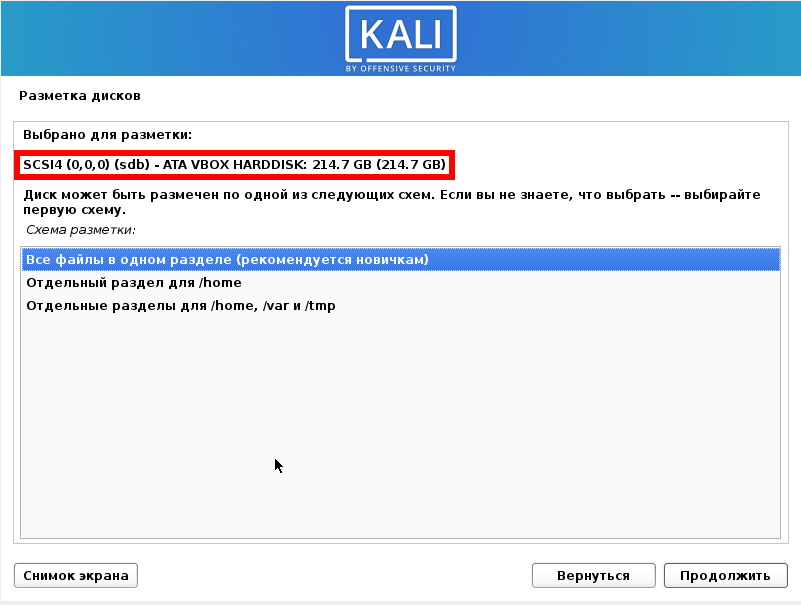 KALI
BY OFFENSIVE SECURITY
Разметка дисков
Выбрано для разметки:
SCSI4 (0,0,0) (sdb) - ATA VBOX HARDDISK: 214.7 GB (214.7 GB)
Диск может быть размечен по одной из следующих схем. Если вы не знаете, что выбрать -- выбирайте
первую схему.
Схема разметки:
Все файлы в одном разделе (рекомендуется новичкам)
Отдельный раздел для /home
Отдельные разделы для /home, /var и /tmp
Снимок экрана
Вернуться
Продолжить